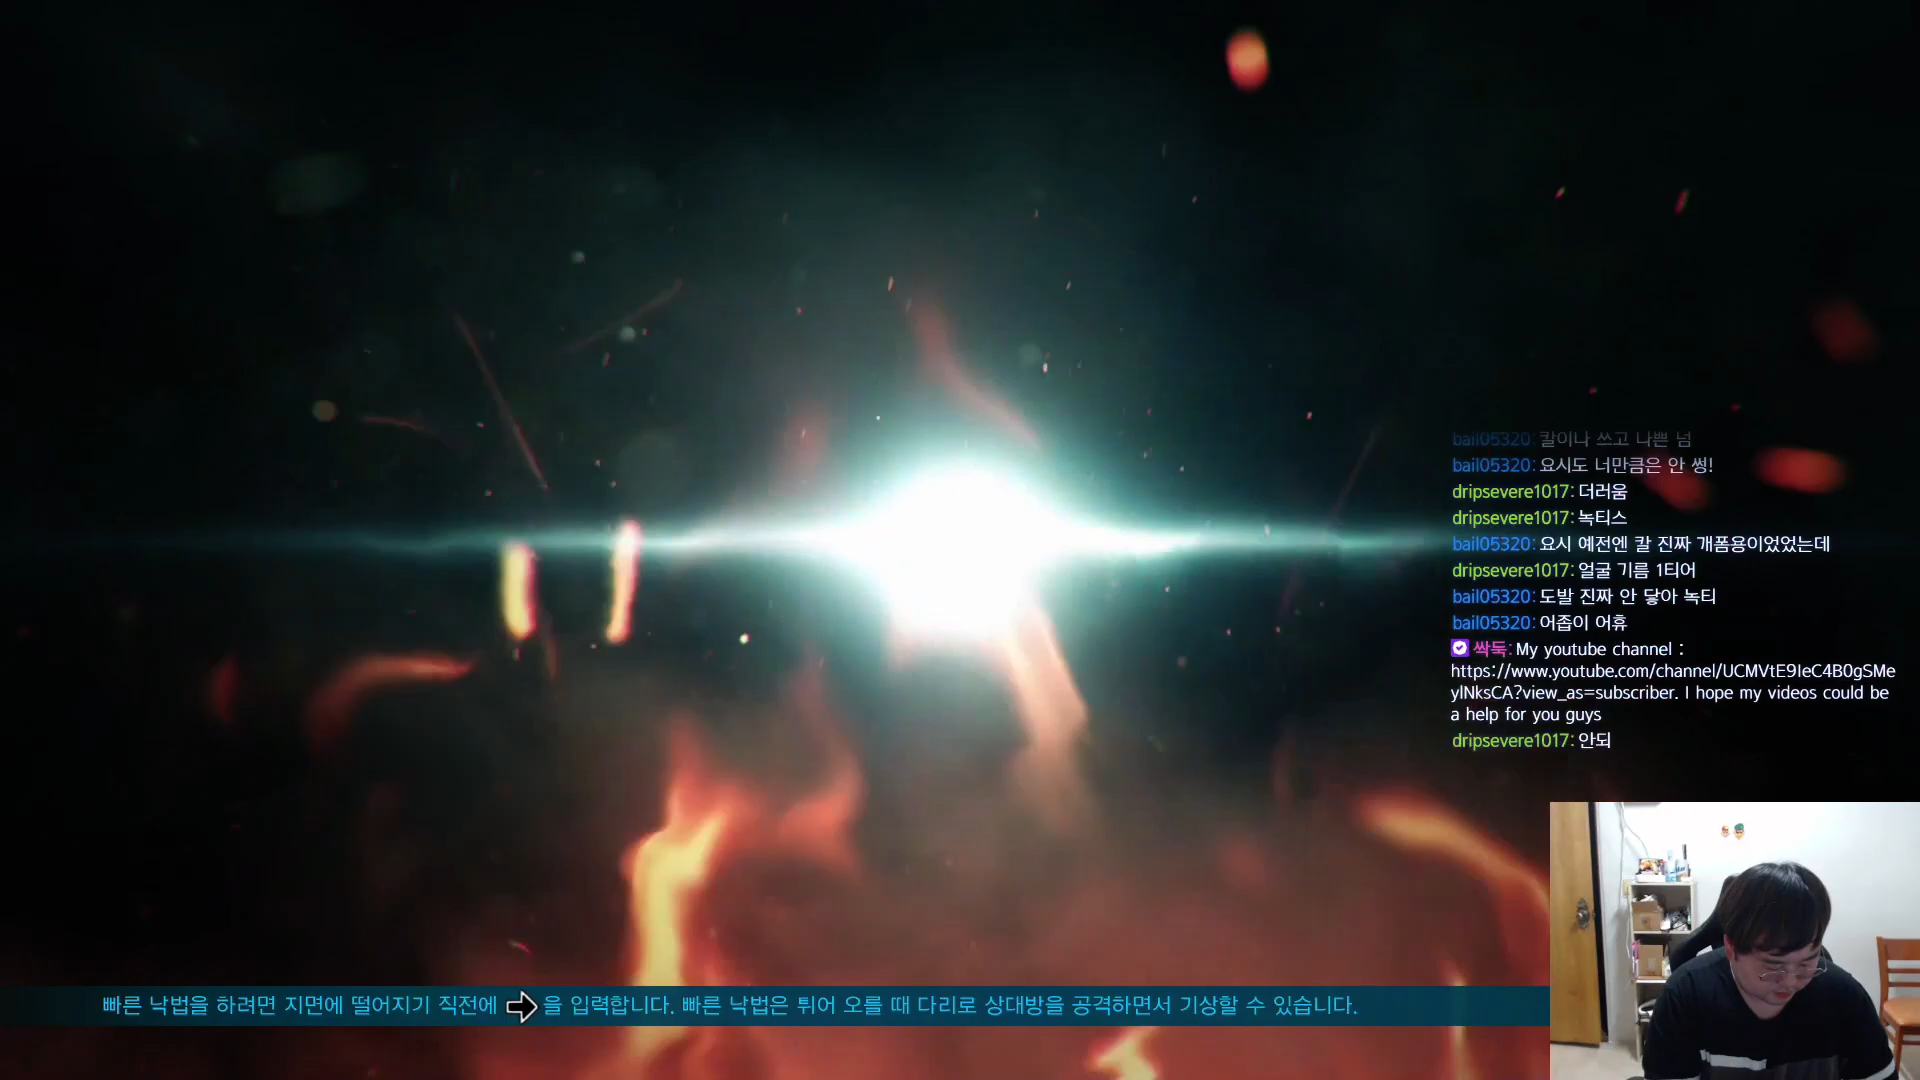 bail05320: 칼이나 쓰고 나쁜 넘
bail05320: 요시도 너만큼은 안 썽!
dripsevere1017: 더러움
dripsevere1017: 녹티스
bail05320: 요시 예전엔 칼 진짜 개폼용이었었는데
dripsevere1017: 얼굴 기름 1티어
bail05320: 도발 진짜 안 닿아 녹티
bail05320: 어좁이 어휴
싹둑: My youtube channel :
https://www.youtube.com/channel/UCMVtE9IeC4B0gSMe
ylNksCA?view_as=subscriber. I hope my videos could be
a help for you guys
dripsevere1017: 안되
빠른 낙법을 하려면 지면에 떨어지기 직전에 ➡을 입력합니다. 빠른 낙법은 튀어 오를 때 다리로 상대방을 공격하면서 기상할 수 있습니다.